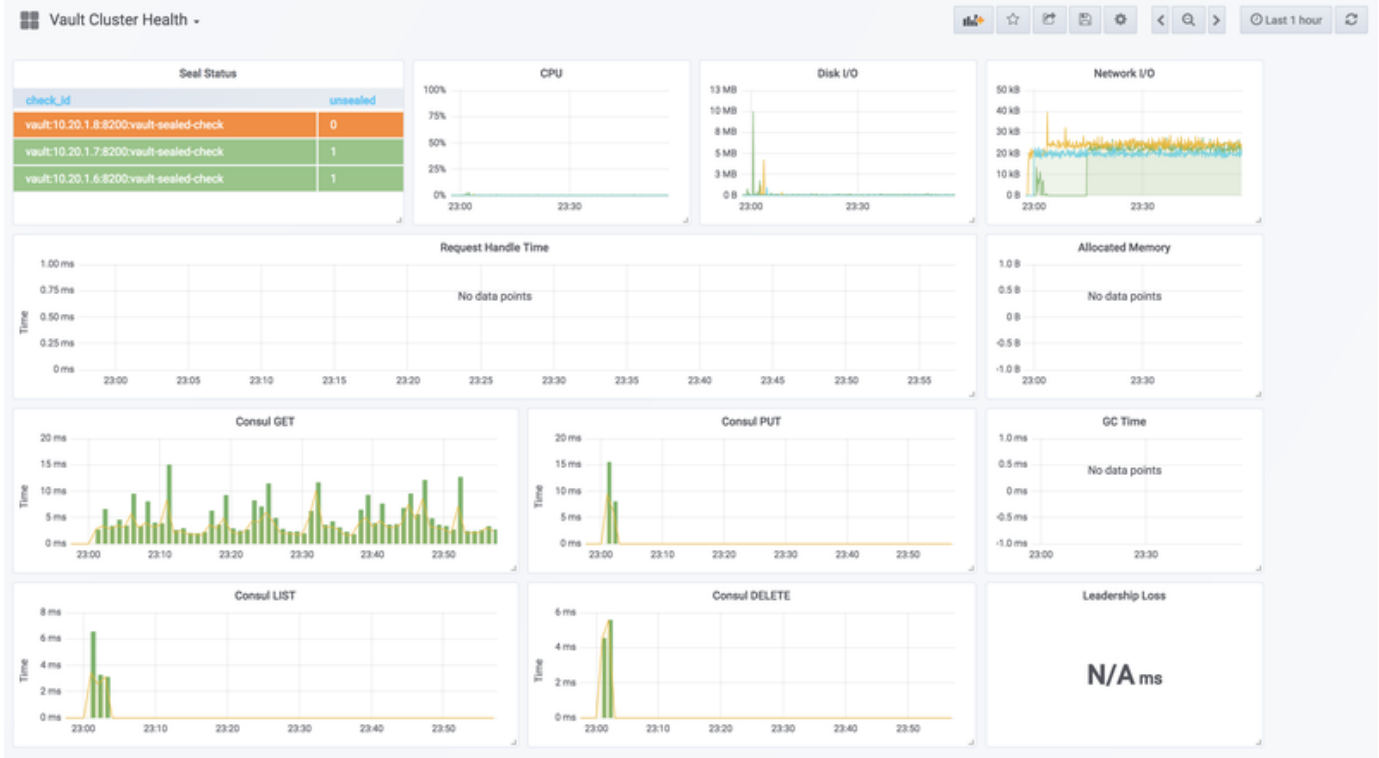 Vault Cluster Health
Last 1 hour
Seal Status
check_id unsealed
vault:10.20.1.8:8200:vault-sealed-check 0
vault:10.20.1.7:8200:vault-sealed-check 1
vault:10.20.1.6:8200:vault-sealed-check 1
CPU
100%
75%
50%
25%
0%
23:00 23:30
Disk I/O
13 MB
10 MB
8 MB
5 MB
3 MB
0 B
23:00 23:30
Network I/O
50 kB
40 kB
30 kB
20 kB
10 kB
0 B
23:00 23:30
Request Handle Time
Time
1.00 ms
0.75 ms
0.50 ms
0.25 ms
0 ms
No data points
23:00 23:05 23:10 23:15 23:20 23:25 23:30 23:35 23:40 23:45 23:50 23:55
Allocated Memory
1.0 B
0.5 B
0 B
-0.5 B
-1.0 B
No data points
23:00 23:30
Consul GET
Time
20 ms
15 ms
10 ms
5 ms
0 ms
23:00 23:10 23:20 23:30 23:40 23:50
Consul PUT
Time
20 ms
15 ms
10 ms
5 ms
0 ms
23:00 23:10 23:20 23:30 23:40 23:50
GC Time
1.0 ms
0.5 ms
0 ms
-0.5 ms
-1.0 ms
No data points
23:00 23:30
Consul LIST
Time
8 ms
6 ms
4 ms
2 ms
0 ms
23:00 23:10 23:20 23:30 23:40 23:50
Consul DELETE
Time
6 ms
4 ms
2 ms
0 ms
23:00 23:10 23:20 23:30 23:40 23:50
Leadership Loss
N/A ms